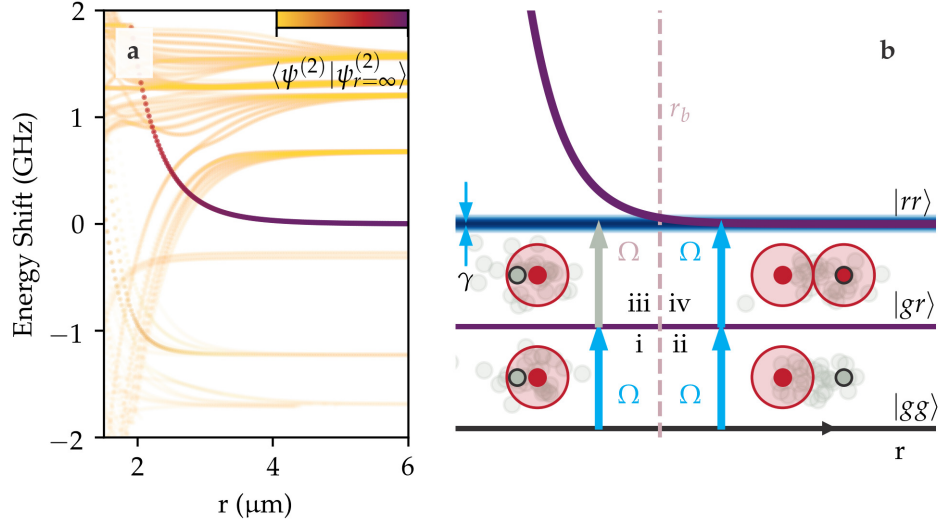 a
⟨ψ⁽²⁾|ψ⁽²⁾ᵣ₌∞⟩
Energy Shift (GHz)
2
1
0
−1
−2
2
4
6
r (μm)
b
r_b
|rr⟩
γ
Ω
Ω
iii
iv
|gr⟩
i
ii
Ω
Ω
|gg⟩
r